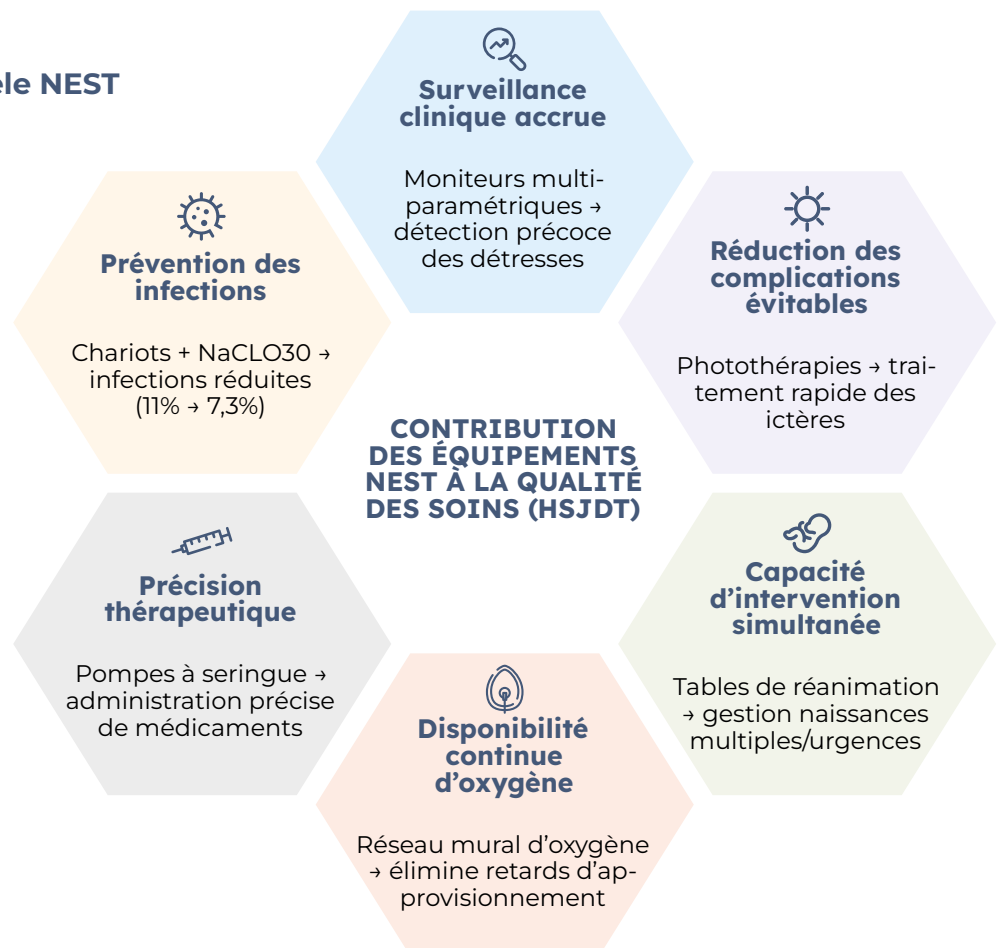 NEST
Surveillance
clinique accrue
Moniteurs multi-
paramétriques →
détection précoce
des détresses
Prévention des
infections
Chariots + NaCLO30 →
infections réduites
(11% → 7,3%)
Réduction des
complications
évitables
Photothérapies → trai-
tement rapide des
ictères
CONTRIBUTION
DES ÉQUIPEMENTS
NEST À LA QUALITÉ
DES SOINS (HSJDT)
Précision
thérapeutique
Pompes à seringue →
administration précise
de médicaments
Capacité
d’intervention
simultanée
Tables de réanimation
→ gestion naissances
multiples/urgences
Disponibilité
continue
d’oxygène
Réseau mural d’oxygène
→ élimine retards d’ap-
provisionnement